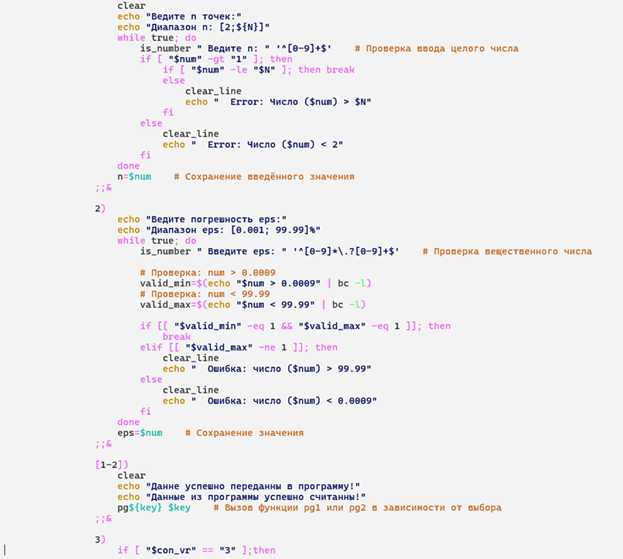 clear
echo "Ведите n точек:"
echo "Диапазон n: [2;${N}]"
while true; do
is_number " Ведите n: " '^[0-9]+$'    # Проверка ввода целого числа
if [ "$num" -gt "1" ]; then
if [ "$num" -le "$N" ]; then break
else
clear_line
echo "  Error: Число ($num) > $N"
fi
else
clear_line
echo "  Error: Число ($num) < 2"
fi
done
n=$num    # Сохранение введённого значения
;;&
2)
echo "Ведите погрешность eps:"
echo "Диапазон eps: [0.001; 99.99]%"
while true; do
is_number " Введите eps: " '^[0-9]*\.?[0-9]+$'    # Проверка вещественного числа
# Проверка: num > 0.0009
valid_min=$(echo "$num > 0.0009" | bc -l)
# Проверка: num < 99.99
valid_max=$(echo "$num < 99.99" | bc -l)
if [[ "$valid_min" -eq 1 && "$valid_max" -eq 1 ]]; then
break
elif [[ "$valid_max" -ne 1 ]]; then
clear_line
echo "  Ошибка: число ($num) > 99.99"
else
clear_line
echo "  Ошибка: число ($num) < 0.0009"
fi
done
eps=$num    # Сохранение значения
;;&
[1-2])
clear
echo "Данне успешно переданны в программу!"
echo "Данные из программы успешно считанны!"
pg${key} $key    # Вызов функции pg1 или pg2 в зависимости от выбора
;;&
3)
if [ "$con_vr" == "3" ];then